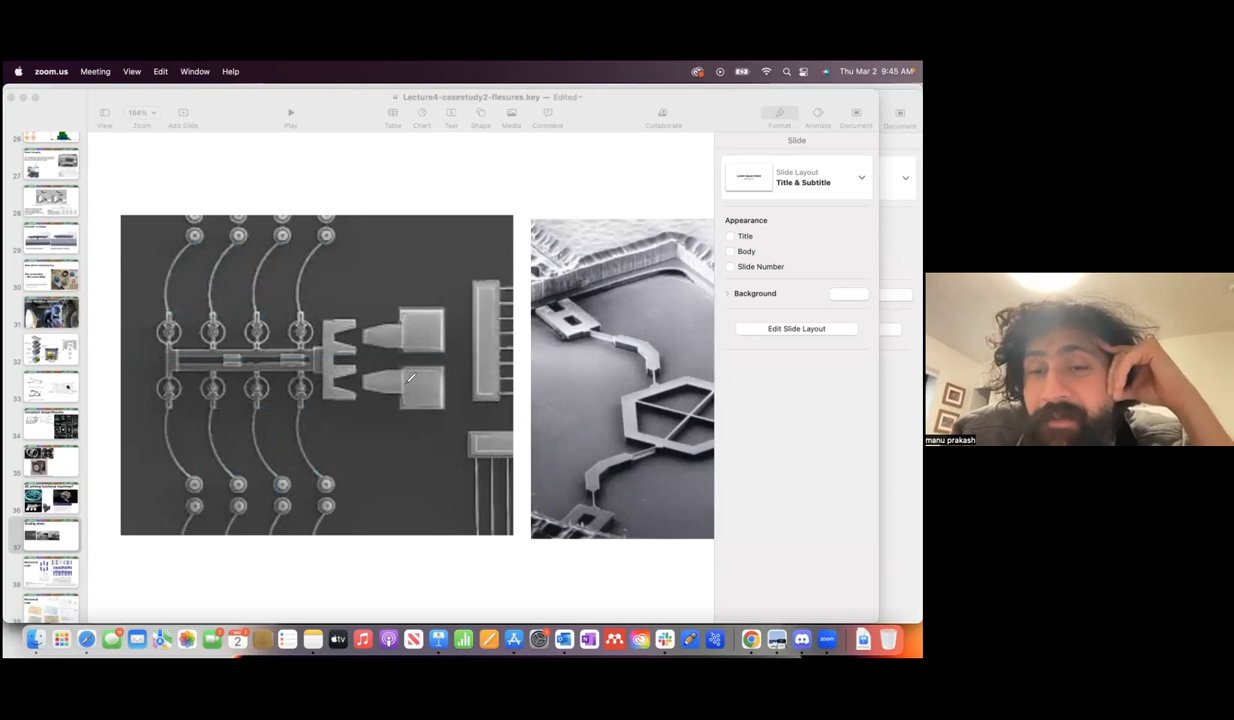 zoom.us Meeting View Edit Window Help
Thu Mar 2 9:45 AM
Lecture4-casestudy2-flexures.key — Edited
164%
View Zoom Add Slide Play Table Chart Text Shape Media Comment Collaborate Format Animate Document Document
Slide
Slide Layout
Title & Subtitle
Appearance
Title
Body
Slide Number
Background
Edit Slide Layout
26
27
28
29
30
31
32
33
34
35
36
37
38
manu prakash